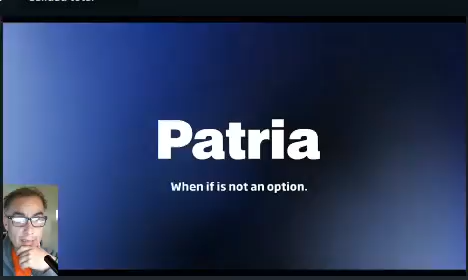 Patria
When if is not an option.